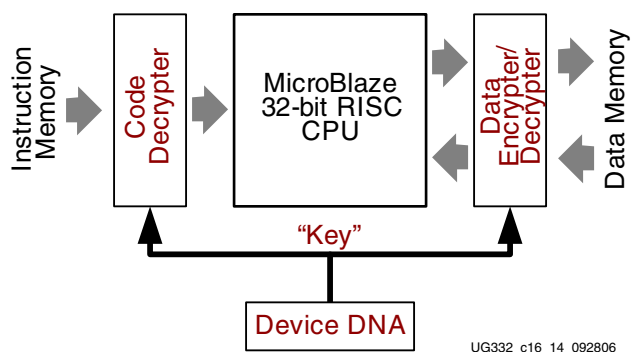 Instruction
Memory
Code
Decrypter
MicroBlaze
32-bit RISC
CPU
Data
Encrypter/
Decrypter
Data Memory
“Key”
Device DNA
UG332_c16_14_092806